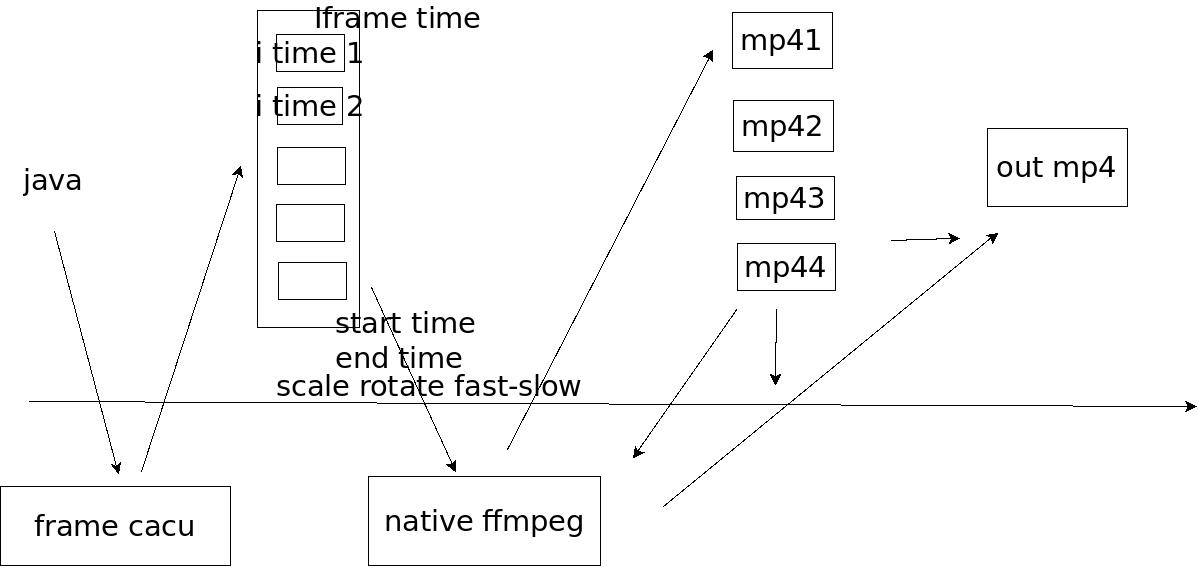 Iframe time
i time 1
i time 2
java
start time
end time
scale rotate fast-slow
frame cacu
native ffmpeg
mp41
mp42
mp43
mp44
out mp4